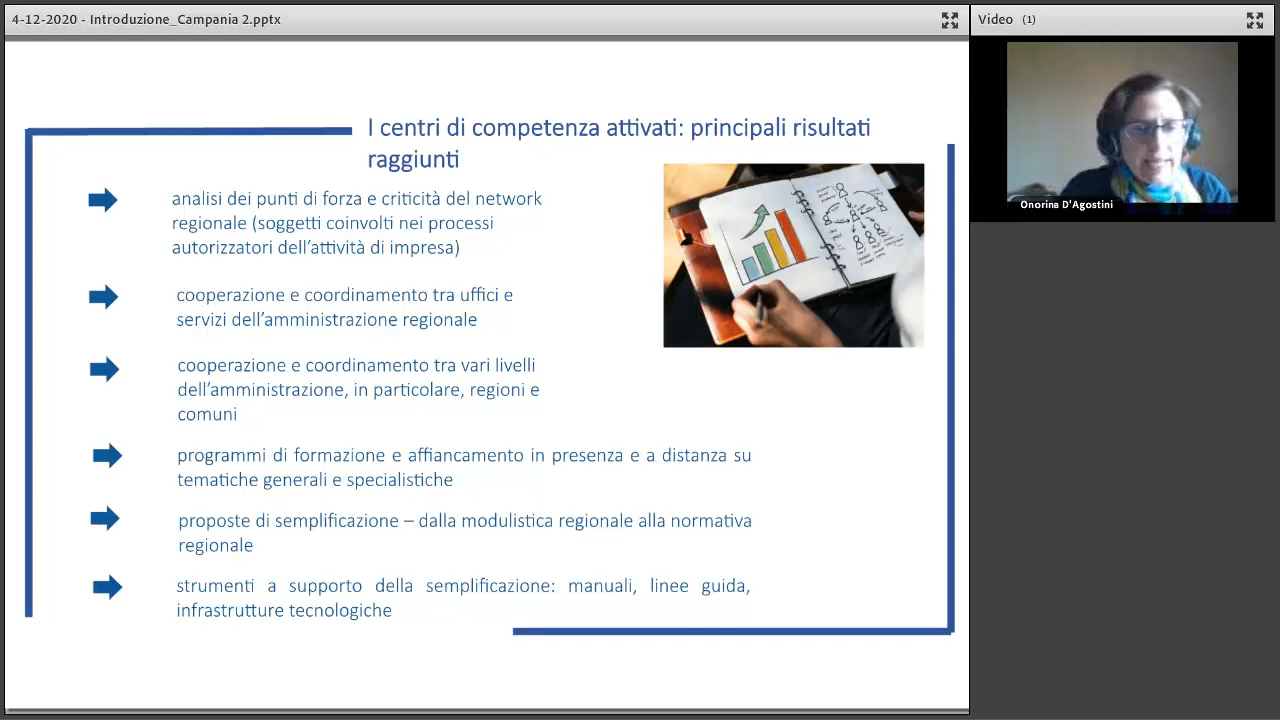 4-12-2020 - Introduzione_Campania 2.pptx
Video (1)
Onorina D'Agostini
I centri di competenza attivati: principali risultati
raggiunti
analisi dei punti di forza e criticità del network
regionale (soggetti coinvolti nei processi
autorizzatori dell'attività di impresa)
cooperazione e coordinamento tra uffici e
servizi dell'amministrazione regionale
cooperazione e coordinamento tra vari livelli
dell'amministrazione, in particolare, regioni e
comuni
programmi di formazione e affiancamento in presenza e a distanza su
tematiche generali e specialistiche
proposte di semplificazione – dalla modulistica regionale alla normativa
regionale
strumenti a supporto della semplificazione: manuali, linee guida,
infrastrutture tecnologiche